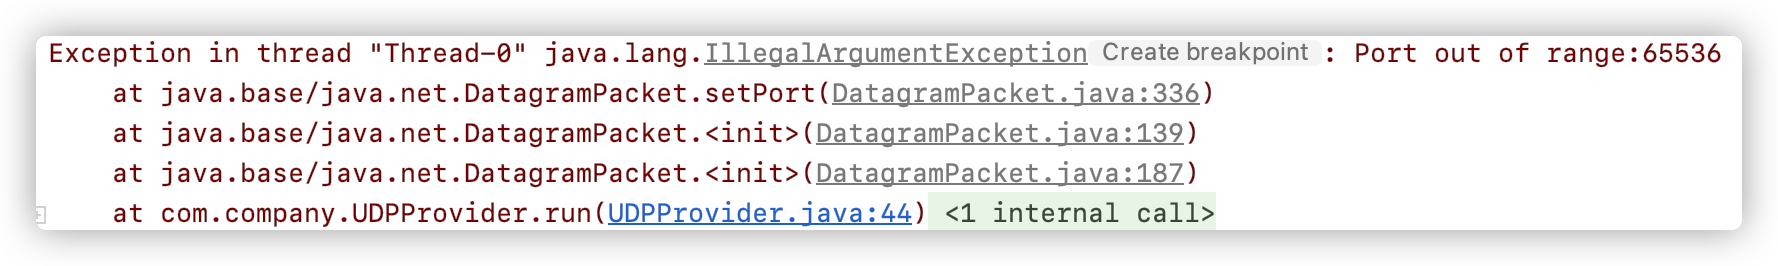 Exception in thread "Thread-0" java.lang.IllegalArgumentException Create breakpoint : Port out of range:65536
    at java.base/java.net.DatagramPacket.setPort(DatagramPacket.java:336)
    at java.base/java.net.DatagramPacket.<init>(DatagramPacket.java:139)
    at java.base/java.net.DatagramPacket.<init>(DatagramPacket.java:187)
    at com.company.UDPProvider.run(UDPProvider.java:44) <1 internal call>